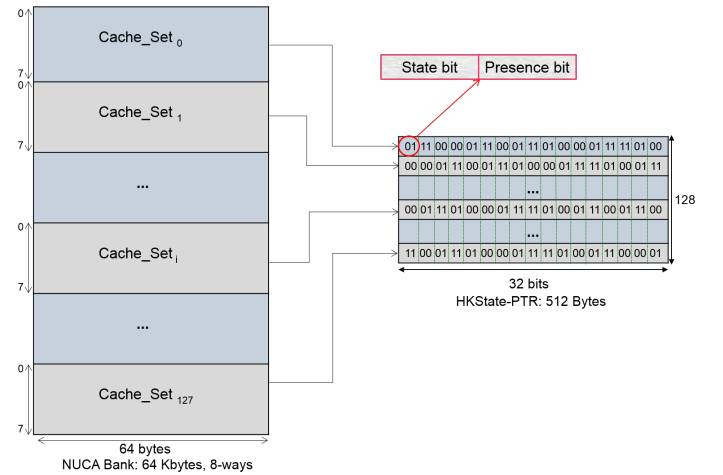 0
Cache_Set 0
7
State bit Presence bit
0
Cache_Set 1
7
01 11 00 00 01 11 00 01 11 01 00 00 01 11 11 01 00
00 00 01 11 00 01 11 01 00 00 01 11 01 00 01 01 11
...
...
128
0
Cache_Set i
7
00 01 11 01 00 00 01 11 01 00 01 11 00 01 01 11 00
...
11 00 01 11 01 00 01 11 11 01 00 01 11 01 00 00 01
...
32 bits
HKState-PTR: 512 Bytes
0
Cache_Set 127
7
64 bytes
NUCA Bank: 64 Kbytes, 8-ways